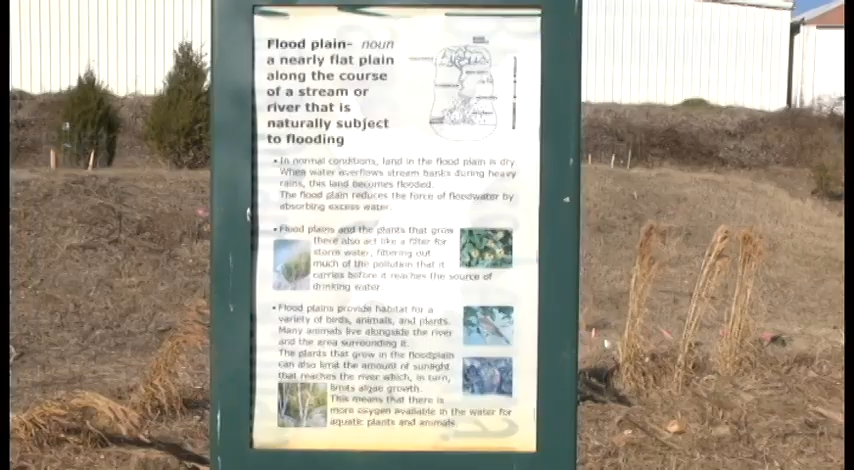 Flood plain- noun
a nearly flat plain
along the course
of a stream or
river that is
naturally subject
to flooding
• In normal conditions, land in the flood plain is dry.
When water overflows stream banks during heavy
rains, this land becomes flooded.
The flood plain reduces the force of floodwater by
absorbing excess water.
• Flood plains and the plants that grow
there also act like a filter for
storm water, filtering out
much of the pollution that it
carries before it reaches the source of
drinking water
• Flood plains provide habitat for a
variety of birds, animals, and plants.
Many animals live alongside the river
and the area surrounding it.
The plants that grow in the floodplain
can also limit the amount of sunlight
that reaches the river which, in turn,
limits algae growth.
This means that there is
more oxygen available in the water for
aquatic plants and animals.